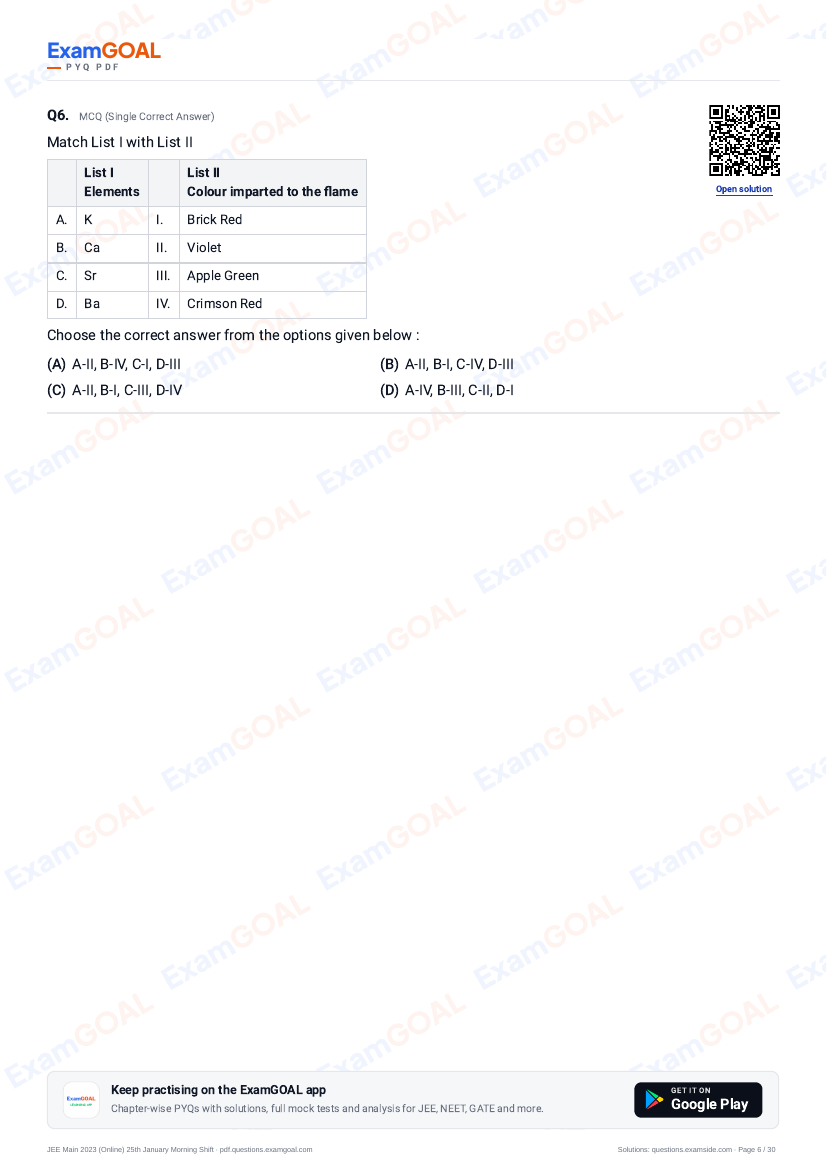 ExamGOAL
PYQ PDF
Q6. MCQ (Single Correct Answer)
Match List I with List II
List I
Elements
List II
Colour imparted to the flame
A. K I. Brick Red
B. Ca II. Violet
C. Sr III. Apple Green
D. Ba IV. Crimson Red
Open solution
Choose the correct answer from the options given below :
(A) A-II, B-IV, C-I, D-III (B) A-II, B-I, C-IV, D-III
(C) A-II, B-I, C-III, D-IV (D) A-IV, B-III, C-II, D-I
ExamGOAL
Keep practising on the ExamGOAL app
Chapter-wise PYQs with solutions, full mock tests and analysis for JEE, NEET, GATE and more.
GET IT ON
Google Play
JEE Main 2023 (Online) 25th January Morning Shift · pdf.questions.examgoal.com Solutions: questions.examside.com · Page 6 / 30